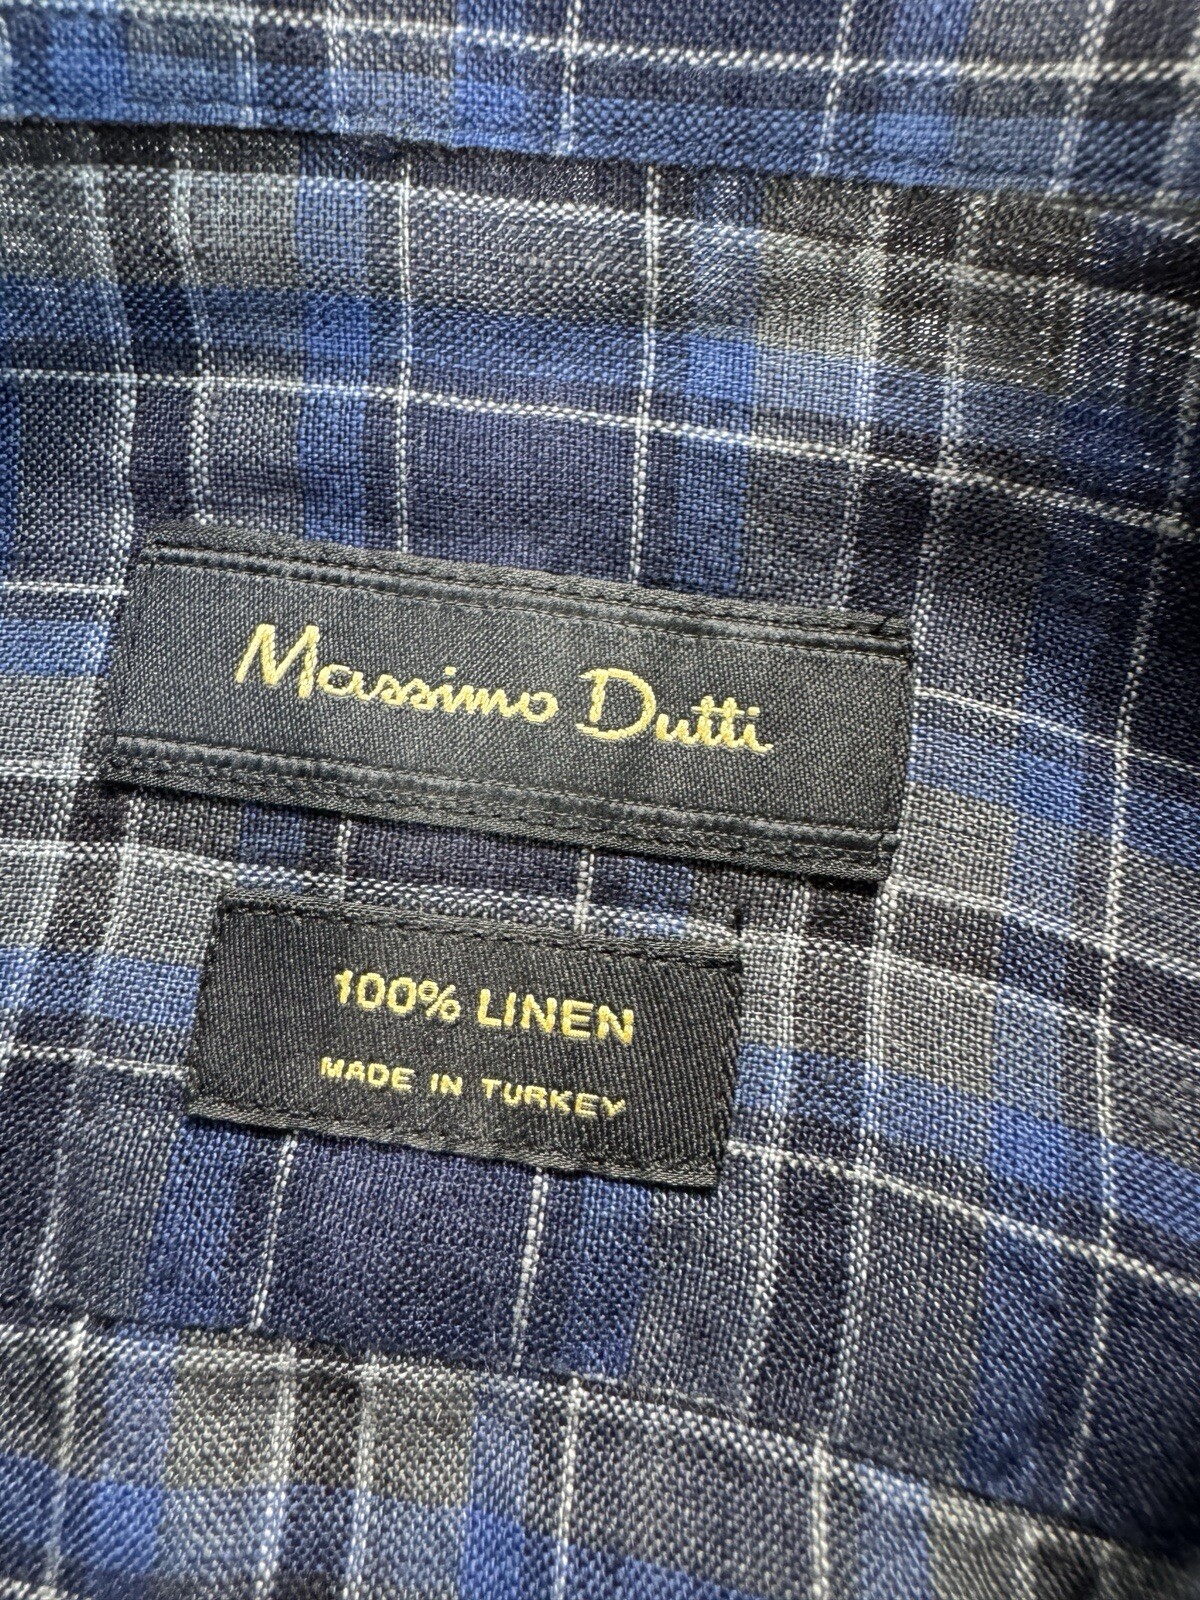 Massimo Dutti
100% LINEN
MADE IN TURKEY